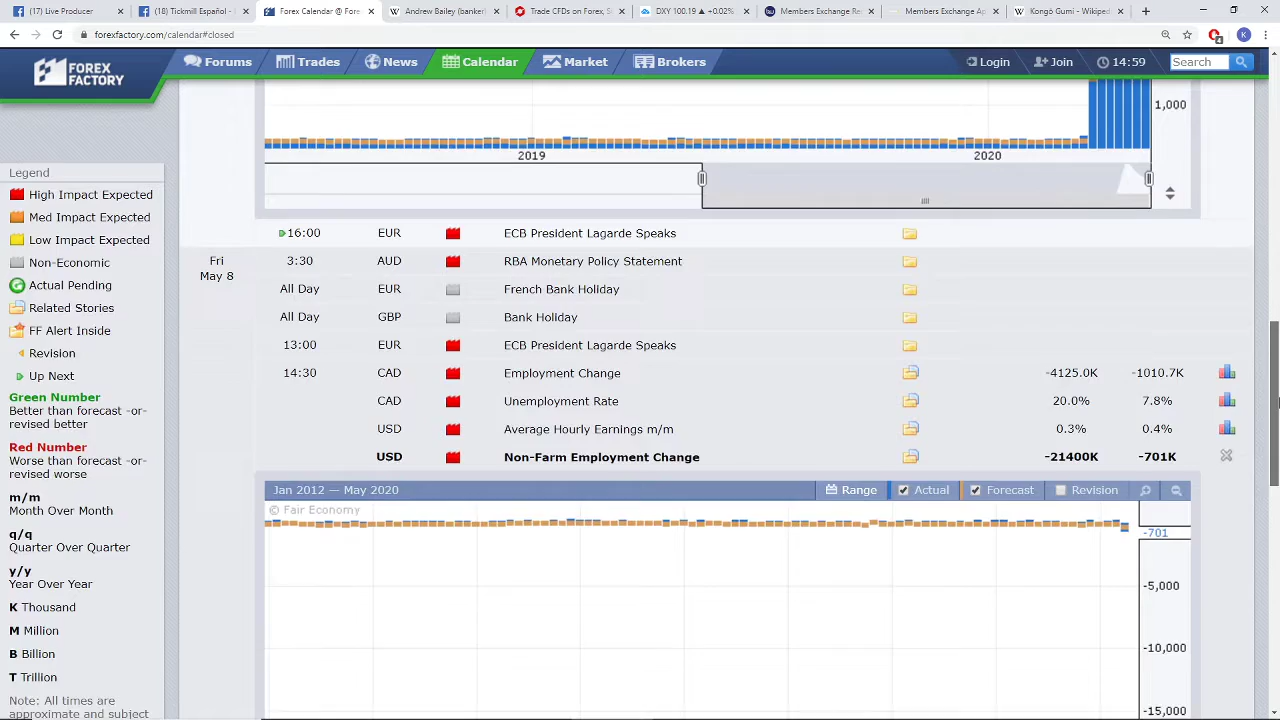 (17) Live Producer
(18) Tickmill Español -
Forex Calendar @ Fore
Andrew Bailey (banker)
Trade CFDs on Forex, S
DXY 100.19 ▲ +0.02%
Members Exchange Re
Members Exchange Ap
Kongō Gumi - Wikiped
forexfactory.com/calendar#closed
FOREX FACTORY
Forums
Trades
News
Calendar
Market
Brokers
Login
Join
14:59
Search
1,000
2019 2020
Legend
High Impact Expected
Med Impact Expected
Low Impact Expected
Non-Economic
Actual Pending
Related Stories
FF Alert Inside
Revision
Up Next
Green Number
Better than forecast -or-
revised better
Red Number
Worse than forecast -or-
revised worse
m/m
Month Over Month
q/q
Quarter Over Quarter
y/y
Year Over Year
K Thousand
M Million
B Billion
T Trillion
Note: All times are
approximate and subject
16:00 EUR ECB President Lagarde Speaks
Fri
May 8
3:30 AUD RBA Monetary Policy Statement
All Day EUR French Bank Holiday
All Day GBP Bank Holiday
13:00 EUR ECB President Lagarde Speaks
14:30 CAD Employment Change -4125.0K -1010.7K
CAD Unemployment Rate 20.0% 7.8%
USD Average Hourly Earnings m/m 0.3% 0.4%
USD Non-Farm Employment Change -21400K -701K
Jan 2012 — May 2020 Range Actual Forecast Revision
© Fair Economy
-701
-5,000
-10,000
-15,000